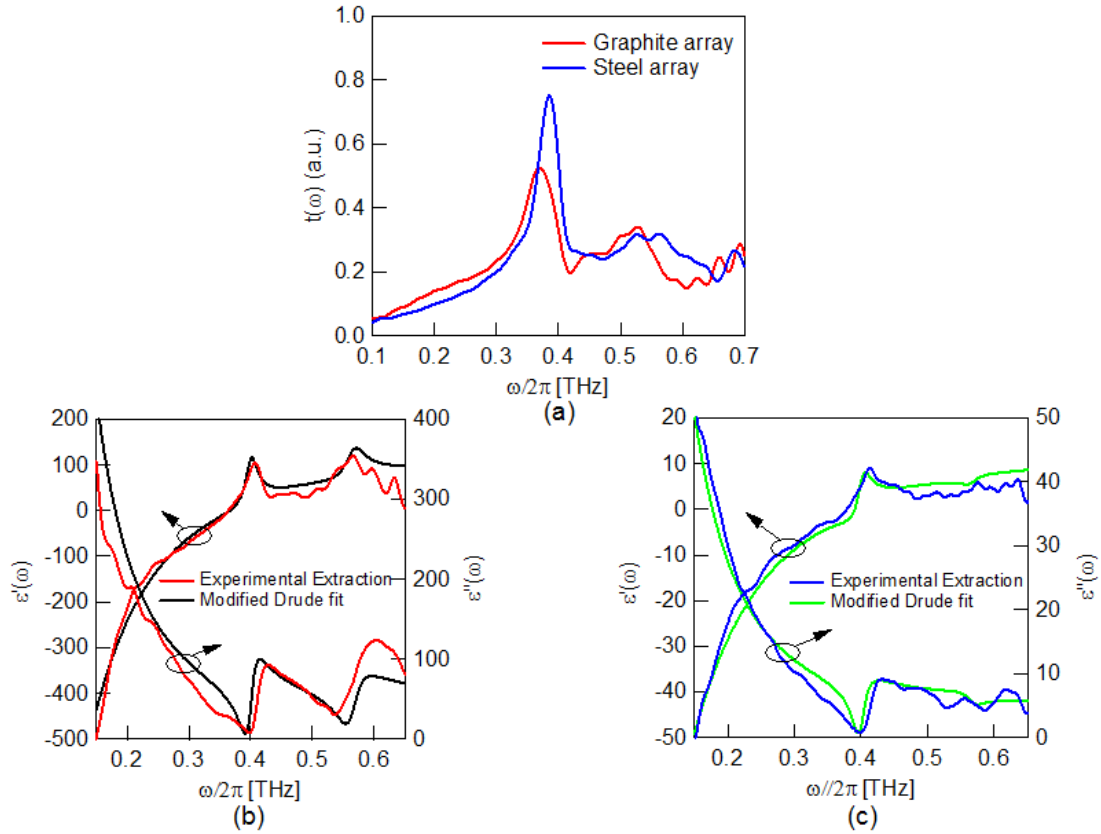 1.0
0.8
0.6
0.4
0.2
0.0
t(ω) (a.u.)
Graphite array
Steel array
0.1 0.2 0.3 0.4 0.5 0.6 0.7
ω/2π [THz]
(a)
200
100
0
-100
-200
-300
-400
-500
ε'(ω)
400
300
200
100
0
ε''(ω)
Experimental Extraction
Modified Drude fit
0.2 0.3 0.4 0.5 0.6
ω/2π [THz]
(b)
20
10
0
-10
-20
-30
-40
-50
ε'(ω)
50
40
30
20
10
0
ε''(ω)
Experimental Extraction
Modified Drude fit
0.2 0.3 0.4 0.5 0.6
ω//2π [THz]
(c)